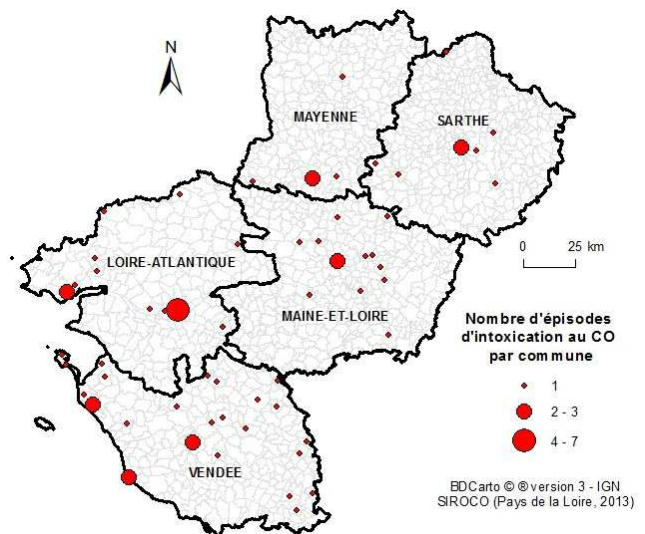 N
MAYENNE
SARTHE
LOIRE-ATLANTIQUE
0 25 km
MAINE-ET-LOIRE
Nombre d'épisodes
d'intoxication au CO
par commune
1
2 - 3
4 - 7
VENDEE
BDCarto © ® version 3 - IGN
SIROCO (Pays de la Loire, 2013)